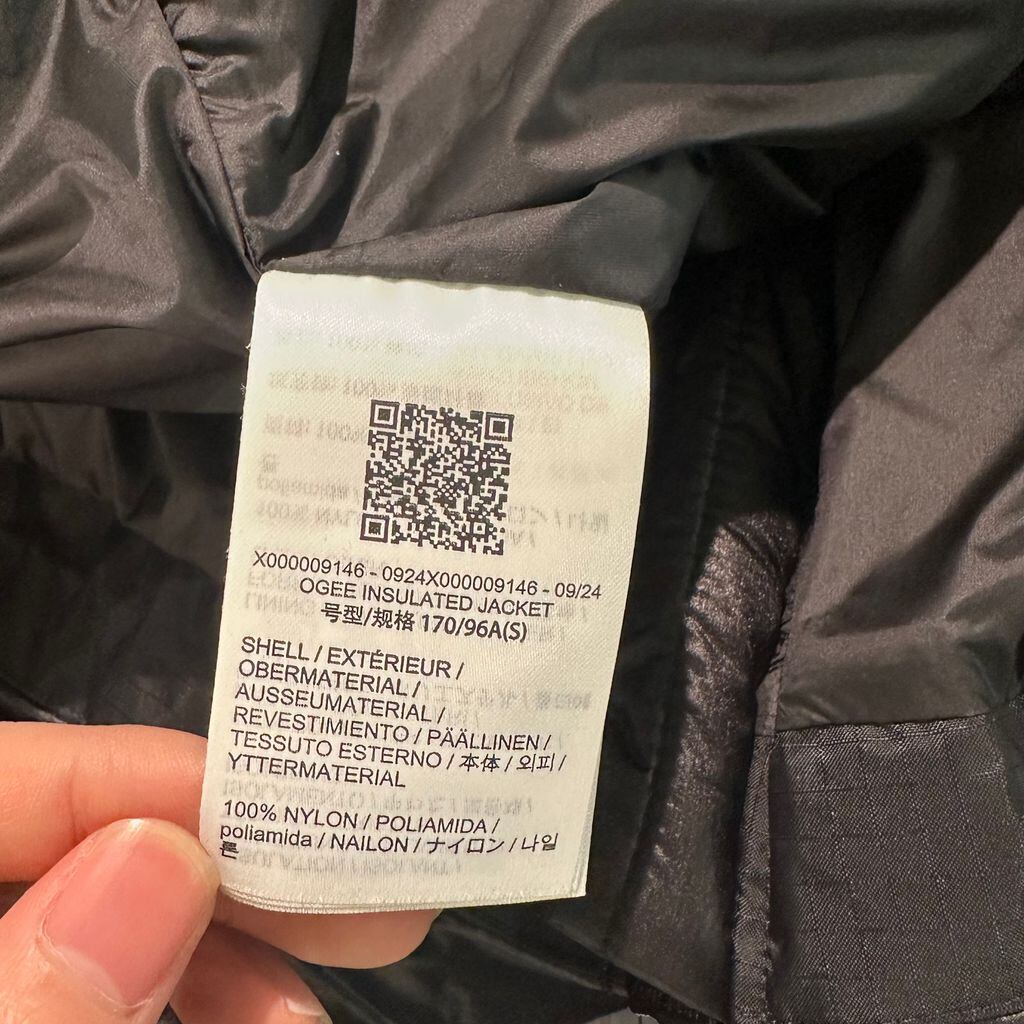 X000009146 - 0924X000009146 - 09/24
OGEE INSULATED JACKET
号型/规格 170/96A(S)
SHELL / EXTÉRIEUR /
OBERMATERIAL /
AUSSEUMATERIAL /
REVESTIMIENTO / PÄÄLLINEN /
TESSUTO ESTERNO / 本体 / 외피 /
YTTERMATERIAL
100% NYLON / POLIAMIDA /
poliamida / NAILON / ナイロン / 나일
론